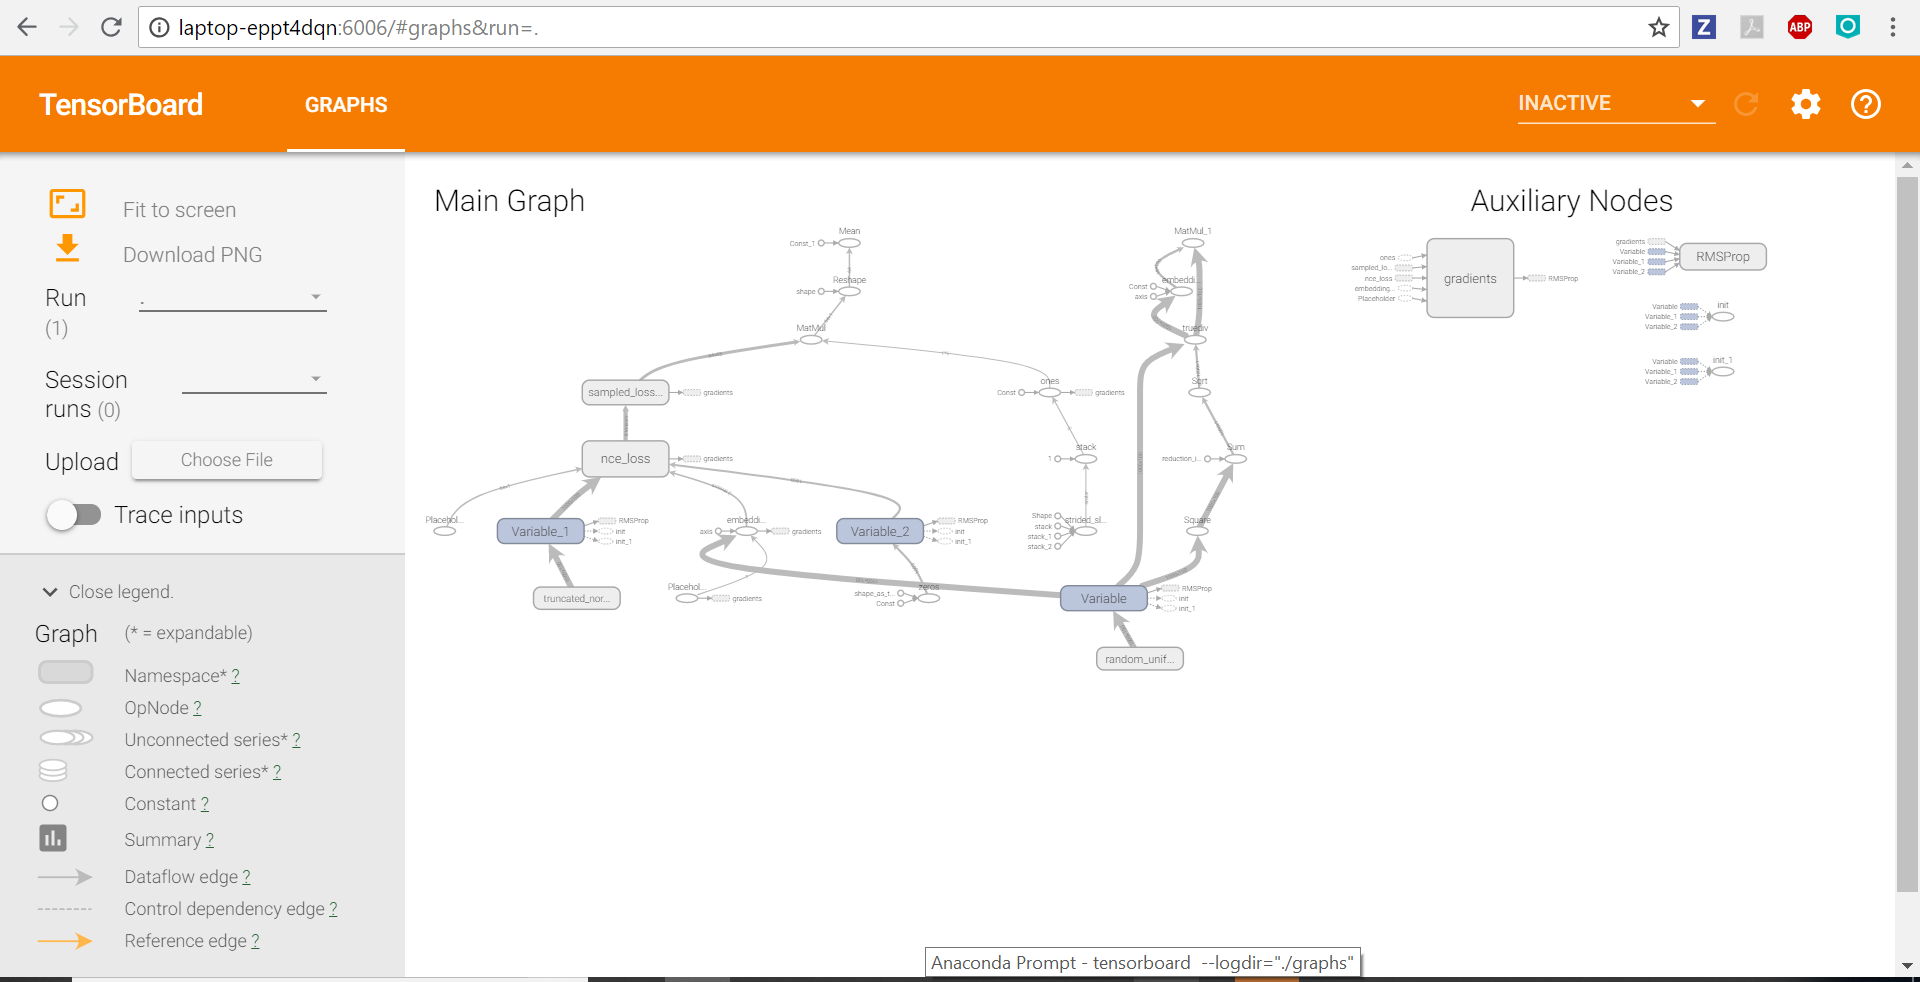 laptop-eppt4dqn:6006/#graphs&run=.
Z
ABP
TensorBoard
GRAPHS
INACTIVE
Fit to screen
Download PNG
Run
(1)
.
Session
runs (0)
Upload
Choose File
Trace inputs
Close legend.
Graph
(* = expandable)
Namespace* ?
OpNode ?
Unconnected series* ?
Connected series* ?
Constant ?
Summary ?
Dataflow edge ?
Control dependency edge ?
Reference edge ?
Main Graph
Mean
Const_1
Reshape
shape
MatMul
sampled_loss...
gradients
nce_loss
gradients
ones
Const
gradients
stack
1
Placehol...
Variable_1
RMSProp
init
init_1
embeddi...
axis
gradients
Variable_2
RMSProp
init
init_1
Shape
stack
stack_1
stack_2
strided_sl...
truncated_nor...
Placehol...
gradients
shape_as_t...
Const
zeros
MatMul_1
embeddi...
Const
axis
truediv
Sqrt
Sum
reduction_i...
Square
Variable
RMSProp
init
init_1
random_unif...
Auxiliary Nodes
ones
sampled_lo...
nce_loss
embedding...
Placeholder
gradients
RMSProp
gradients
Variable
Variable_1
Variable_2
RMSProp
Variable
Variable_1
Variable_2
init
Variable
Variable_1
Variable_2
init_1
Anaconda Prompt - tensorboard --logdir="./graphs"